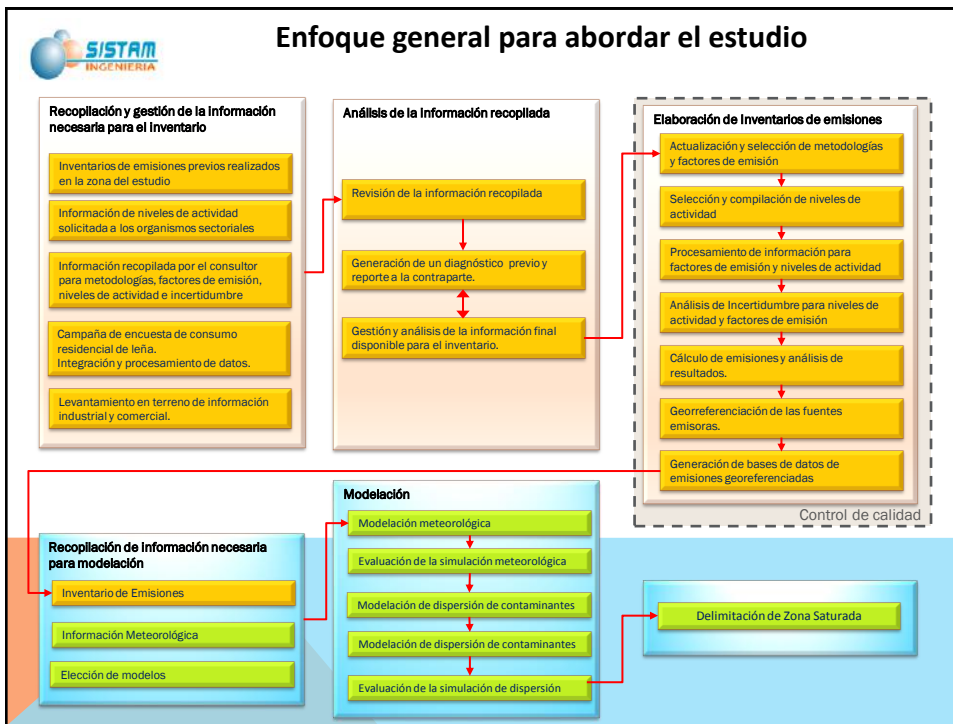 SISTAM
INGENIERIA
Enfoque general para abordar el estudio
Recopilación y gestión de la información
necesaria para el inventario
Inventarios de emisiones previos realizados
en la zona del estudio
Información de niveles de actividad
solicitada a los organismos sectoriales
Información recopilada por el consultor
para metodologías, factores de emisión,
niveles de actividad e incertidumbre
Campaña de encuesta de consumo
residencial de leña.
Integración y procesamiento de datos.
Levantamiento en terreno de información
industrial y comercial.
Análisis de la información recopilada
Revisión de la información recopilada
Generación de un diagnóstico previo y
reporte a la contraparte.
Gestión y análisis de la información final
disponible para el inventario.
Elaboración de Inventarios de emisiones
Actualización y selección de metodologías
y factores de emisión
Selección y compilación de niveles de
actividad
Procesamiento de información para
factores de emisión y niveles de actividad
Análisis de Incertidumbre para niveles de
actividad y factores de emisión
Cálculo de emisiones y análisis de
resultados.
Georreferenciación de las fuentes
emisoras.
Generación de bases de datos de
emisiones georeferenciadas
Control de calidad
Recopilación de información necesaria
para modelación
Inventario de Emisiones
Información Meteorológica
Elección de modelos
Modelación
Modelación meteorológica
Evaluación de la simulación meteorológica
Modelación de dispersión de contaminantes
Modelación de dispersión de contaminantes
Evaluación de la simulación de dispersión
Delimitación de Zona Saturada